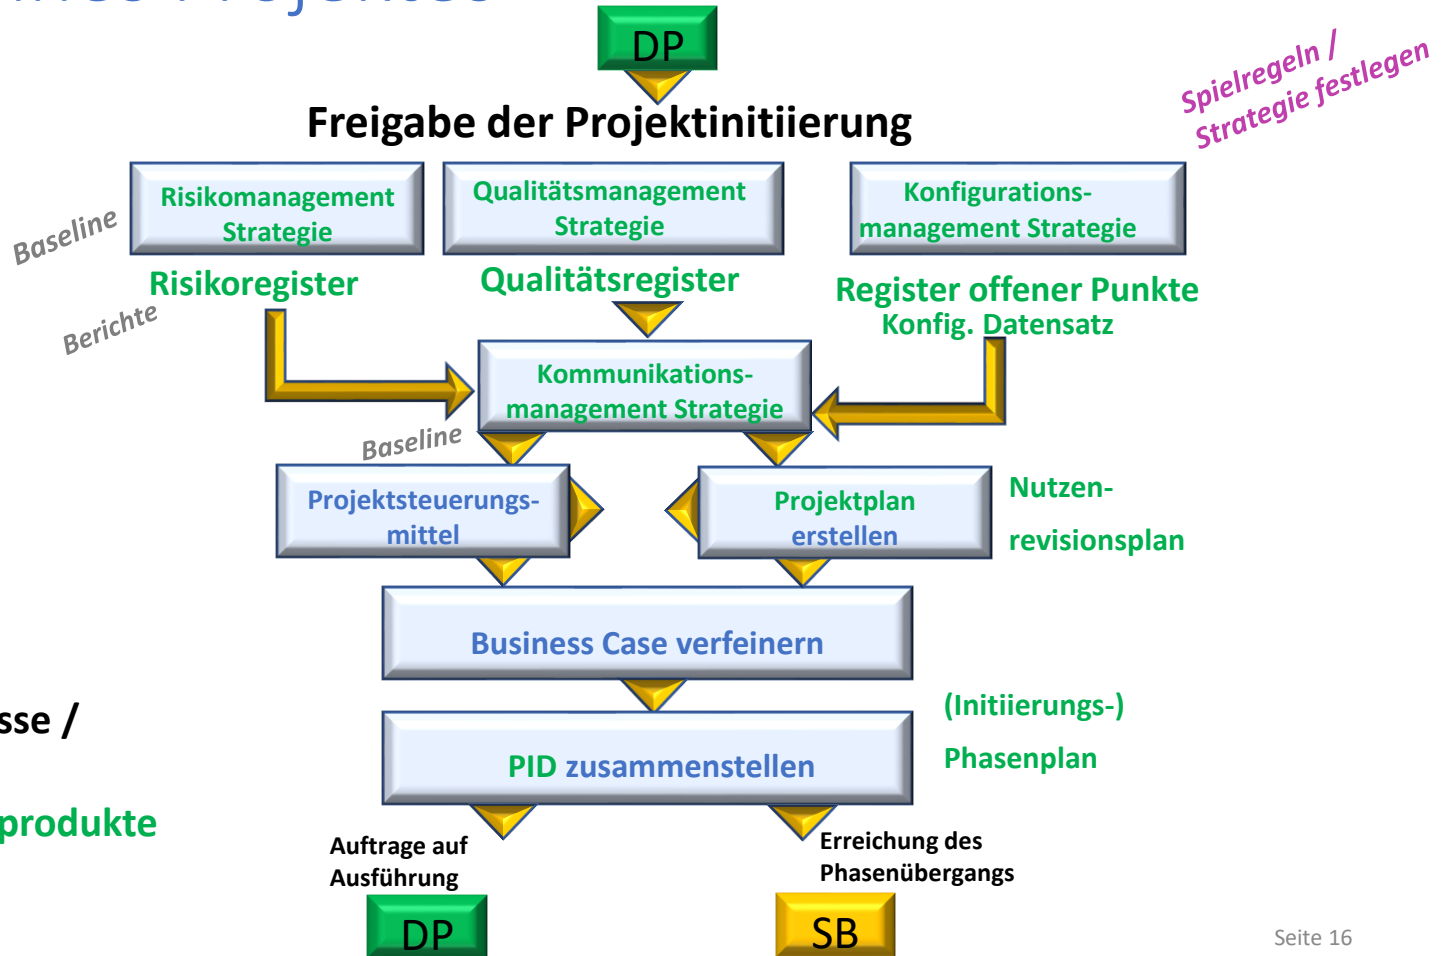 DP
Freigabe der Projektinitiierung
Spielregeln /
Strategie festlegen
Risikomanagement
Strategie
Qualitätsmanagement
Strategie
Konfigurations-
management Strategie
Baseline
Risikoregister
Qualitätsregister
Register offener Punkte
Konfig. Datensatz
Berichte
Kommunikations-
management Strategie
Baseline
Projektsteuerungs-
mittel
Projektplan
erstellen
Nutzen-
revisionsplan
Business Case verfeinern
(Initiierungs-)
Phasenplan
sse /
PID zusammenstellen
produkte
Auftrage auf
Ausführung
Erreichung des
Phasenübergangs
DP
SB
Seite 16